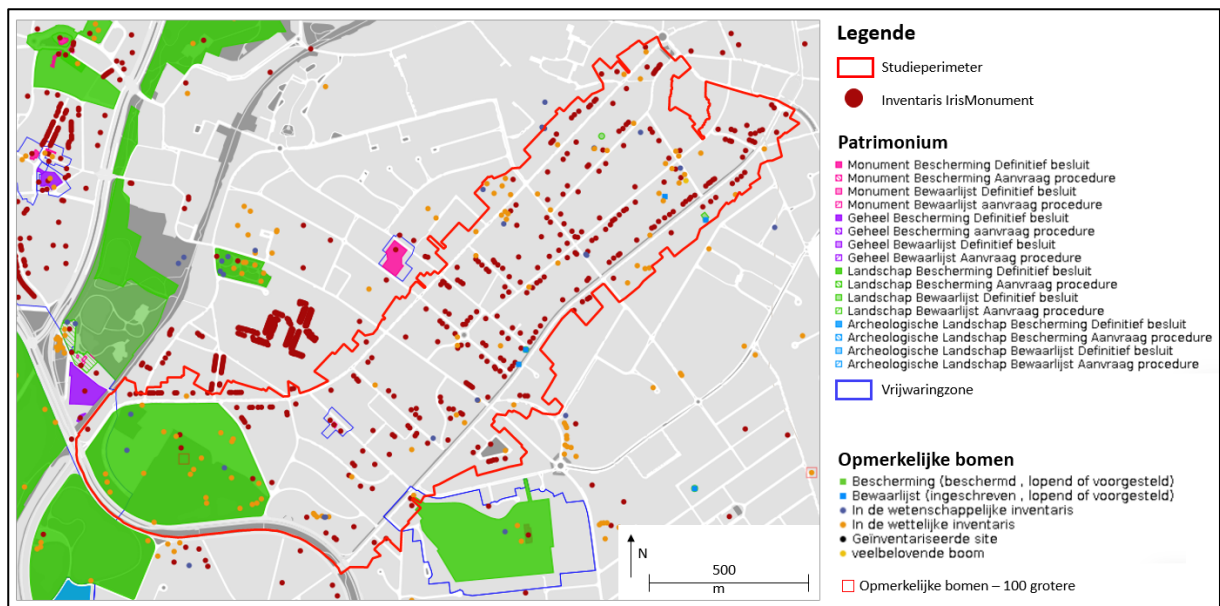 Legende
Studieperimeter
Inventaris IrisMonument
Patrimonium
Monument Bescherming Definitief besluit
Monument Bescherming Aanvraag procedure
Monument Bewaarlijst Definitief besluit
Monument Bewaarlijst aanvraag procedure
Geheel Bescherming Definitief besluit
Geheel Bescherming aanvraag procedure
Geheel Bewaarlijst Definitief besluit
Geheel Bewaarlijst Aanvraag procedure
Landschap Bescherming Definitief besluit
Landschap Bescherming Aanvraag procedure
Landschap Bewaarlijst Definitief besluit
Landschap Bewaarlijst Aanvraag procedure
Archeologische Landschap Bescherming Definitief besluit
Archeologische Landschap Bescherming Aanvraag procedure
Archeologische Landschap Bewaarlijst Definitief besluit
Archeologische Landschap Bewaarlijst Aanvraag procedure
Vrijwaringzone
Opmerkelijke bomen
Bescherming (beschermd , lopend of voorgesteld)
Bewaarlijst (ingeschreven , lopend of voorgesteld)
In de wetenschappelijke inventaris
In de wettelijke inventaris
Geïnventariseerde site
veelbelovende boom
Opmerkelijke bomen – 100 grotere
N
500
m